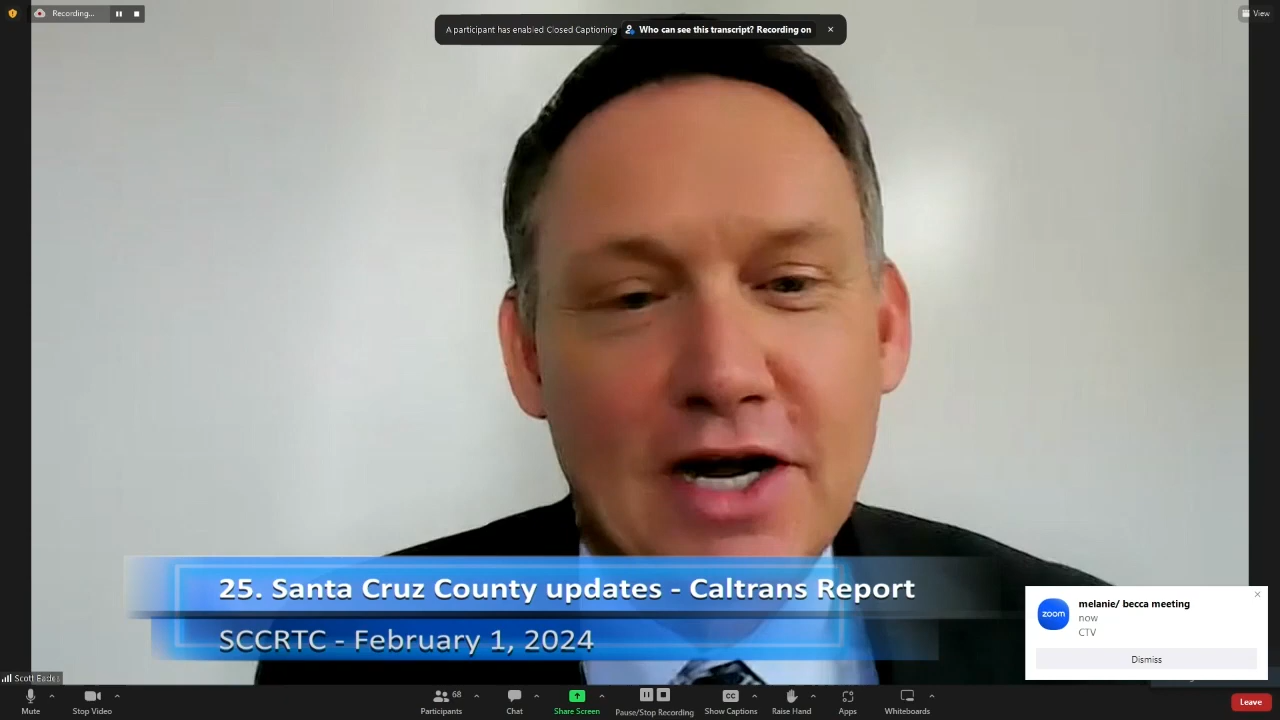 Recording...
View
A participant has enabled Closed Captioning
Who can see this transcript? Recording on
25. Santa Cruz County updates - Caltrans Report
SCCRTC - February 1, 2024
zoom
melanie/ becca meeting
now
CTV
Dismiss
Scott Eades
Mute
Stop Video
68
Participants
Chat
Share Screen
Pause/Stop Recording
CC
Show Captions
Raise Hand
Apps
Whiteboards
Leave